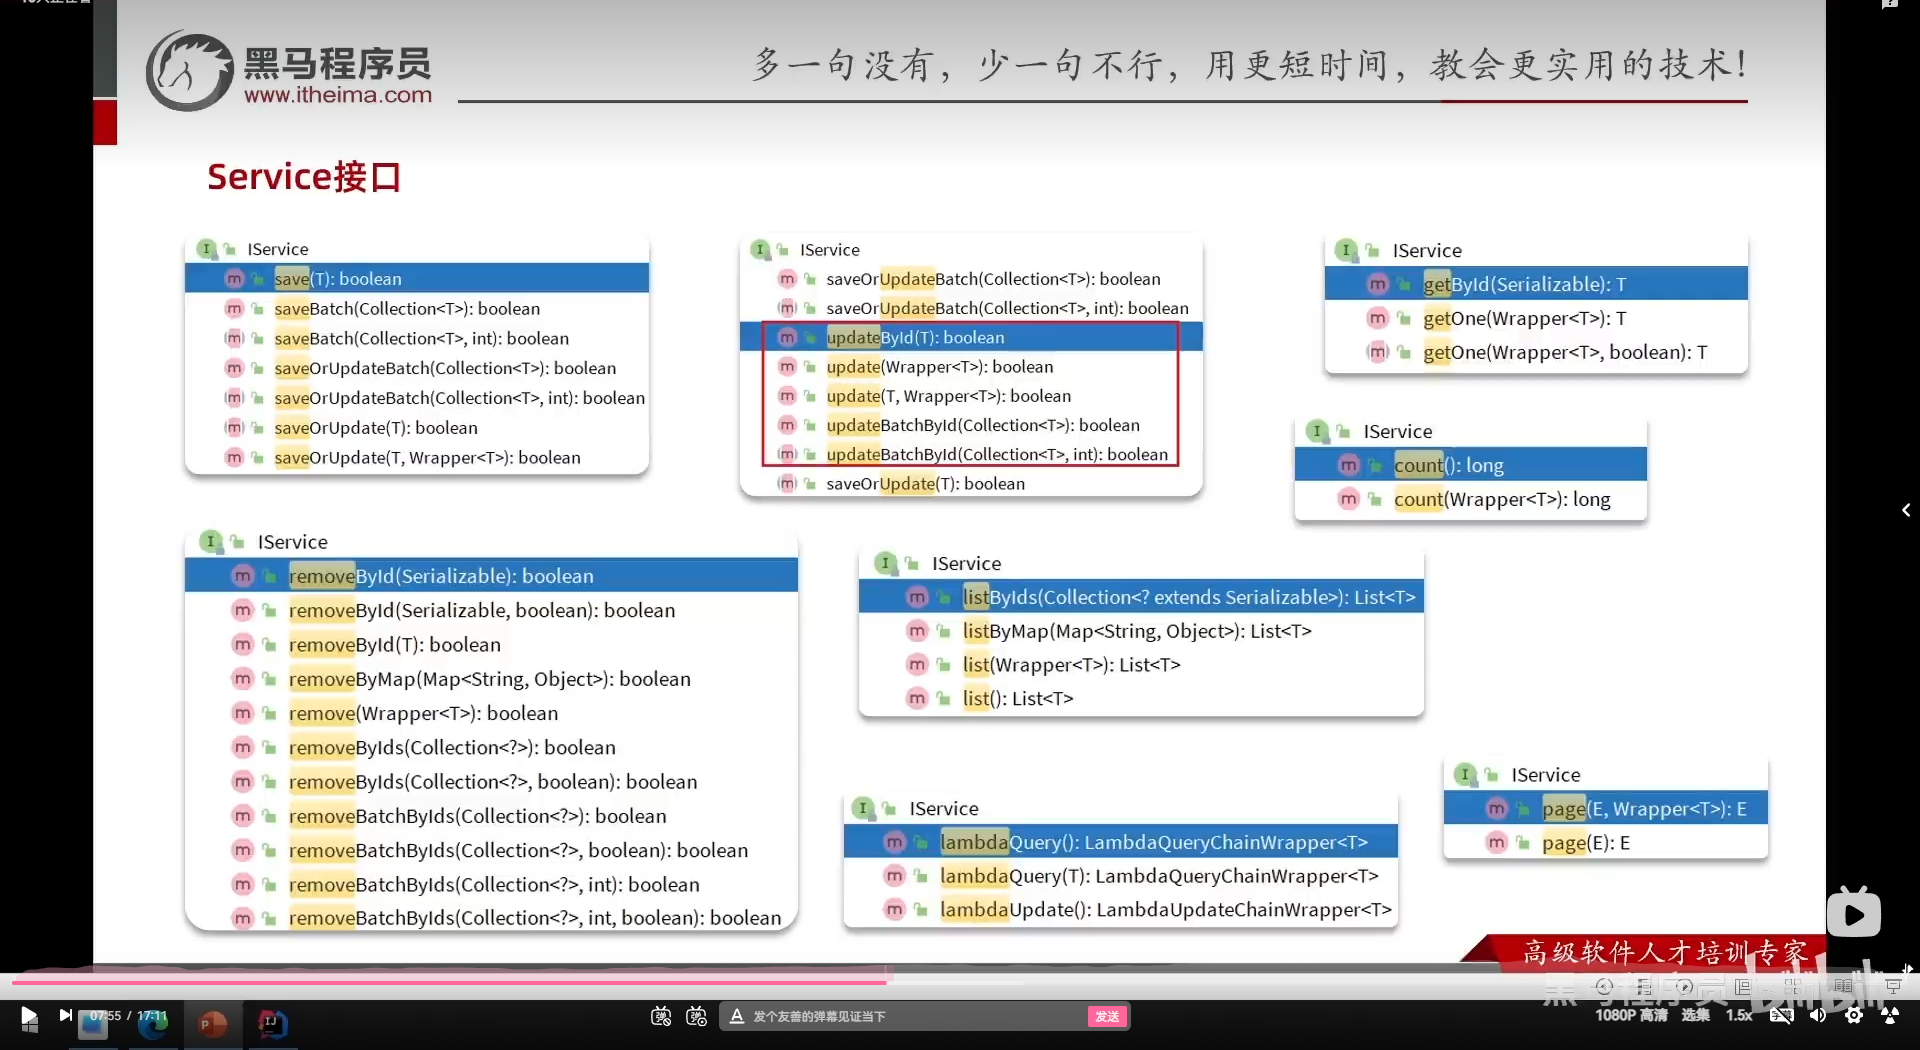 黑马程序员
www.itheima.com
多一句没有，少一句不行，用更短时间，教会更实用的技术！
Service接口
IService
save(T): boolean
saveBatch(Collection<T>): boolean
saveBatch(Collection<T>, int): boolean
saveOrUpdateBatch(Collection<T>): boolean
saveOrUpdateBatch(Collection<T>, int): boolean
saveOrUpdate(T): boolean
saveOrUpdate(T, Wrapper<T>): boolean
IService
saveOrUpdateBatch(Collection<T>): boolean
saveOrUpdateBatch(Collection<T>, int): boolean
updateById(T): boolean
update(Wrapper<T>): boolean
update(T, Wrapper<T>): boolean
updateBatchById(Collection<T>): boolean
updateBatchById(Collection<T>, int): boolean
saveOrUpdate(T): boolean
IService
getById(Serializable): T
getOne(Wrapper<T>): T
getOne(Wrapper<T>, boolean): T
IService
count(): long
count(Wrapper<T>): long
IService
removeById(Serializable): boolean
removeById(Serializable, boolean): boolean
removeById(T): boolean
removeByMap(Map<String, Object>): boolean
remove(Wrapper<T>): boolean
removeByIds(Collection<?>): boolean
removeByIds(Collection<?>, boolean): boolean
removeBatchByIds(Collection<?>): boolean
removeBatchByIds(Collection<?>, boolean): boolean
removeBatchByIds(Collection<?>, int): boolean
removeBatchByIds(Collection<?>, int, boolean): boolean
IService
listByIds(Collection<? extends Serializable>): List<T>
listByMap(Map<String, Object>): List<T>
list(Wrapper<T>): List<T>
list(): List<T>
IService
lambdaQuery(): LambdaQueryChainWrapper<T>
lambdaQuery(T): LambdaQueryChainWrapper<T>
lambdaUpdate(): LambdaUpdateChainWrapper<T>
IService
page(E, Wrapper<T>): E
page(E): E
高级软件人才培训专家
黑马程序员 bilibili
07:55 / 17:11
发个友善的弹幕见证当下
发送
1080P 高清 选集 1.5x